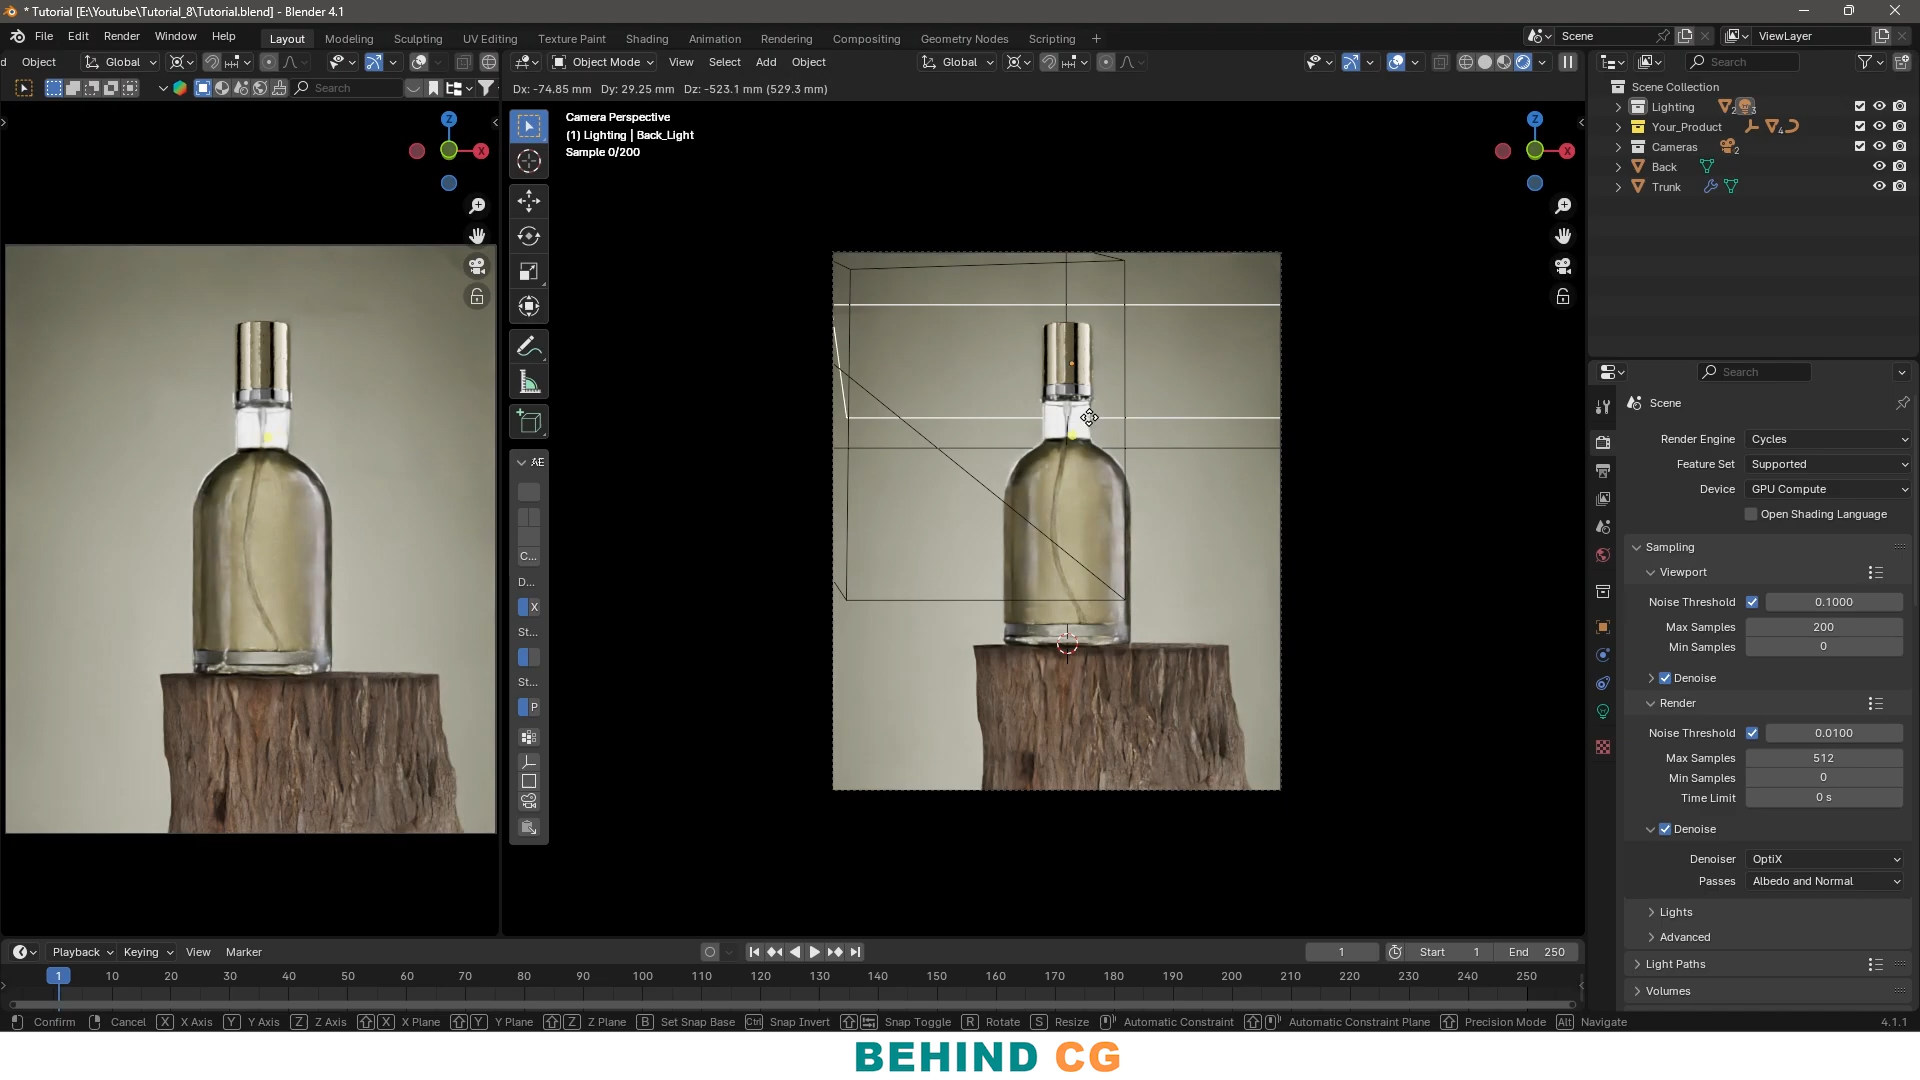 * Tutorial [E:\Youtube\Tutorial_8\Tutorial.blend] - Blender 4.1
File Edit Render Window Help
Layout Modeling Sculpting UV Editing Texture Paint Shading Animation Rendering Compositing Geometry Nodes Scripting +
Scene
ViewLayer
Object Global
Object Mode View Select Add Object Global
Search
Search
Dx: -74.85 mm Dy: 29.25 mm Dz: -523.1 mm (529.3 mm)
Camera Perspective
(1) Lighting | Back_Light
Sample 0/200
Z
X
Z
X
AE
C...
D...
X
St...
St...
P
Scene Collection
Lighting 2 3
Your_Product 4
Cameras 2
Back
Trunk
Search
Scene
Render Engine Cycles
Feature Set Supported
Device GPU Compute
Open Shading Language
Sampling
Viewport
Noise Threshold 0.1000
Max Samples 200
Min Samples 0
Denoise
Render
Noise Threshold 0.0100
Max Samples 512
Min Samples 0
Time Limit 0 s
Denoise
Denoiser OptiX
Passes Albedo and Normal
Lights
Advanced
Light Paths
Volumes
Playback Keying View Marker
1 Start 1 End 250
1 10 20 30 40 50 60 70 80 90 100 110 120 130 140 150 160 170 180 190 200 210 220 230 240 250
Confirm Cancel X X Axis Y Y Axis Z Z Axis X X Plane Y Y Plane Z Z Plane B Set Snap Base Ctrl Snap Invert Snap Toggle R Rotate S Resize Automatic Constraint Automatic Constraint Plane Precision Mode Alt Navigate 4.1.1
BEHIND CG